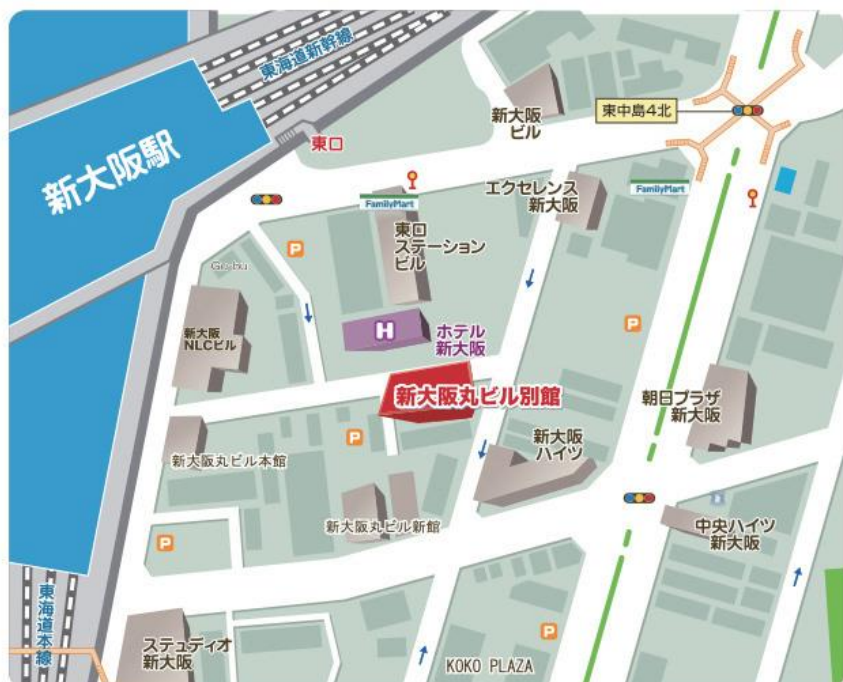 東海道新幹線
新大阪駅
東口
新大阪
ビル
東中島4北
FamilyMart
エクセレンス
新大阪
FamilyMart
東口
ステーション
ビル
P
Go-bu
新大阪
NLCビル
H
ホテル
新大阪
P
新大阪丸ビル別館
朝日プラザ
新大阪
P
新大阪丸ビル本館
新大阪
ハイツ
新大阪丸ビル新館
中央ハイツ
新大阪
P
東海道本線
ステュディオ
新大阪
P
KOKO PLAZA